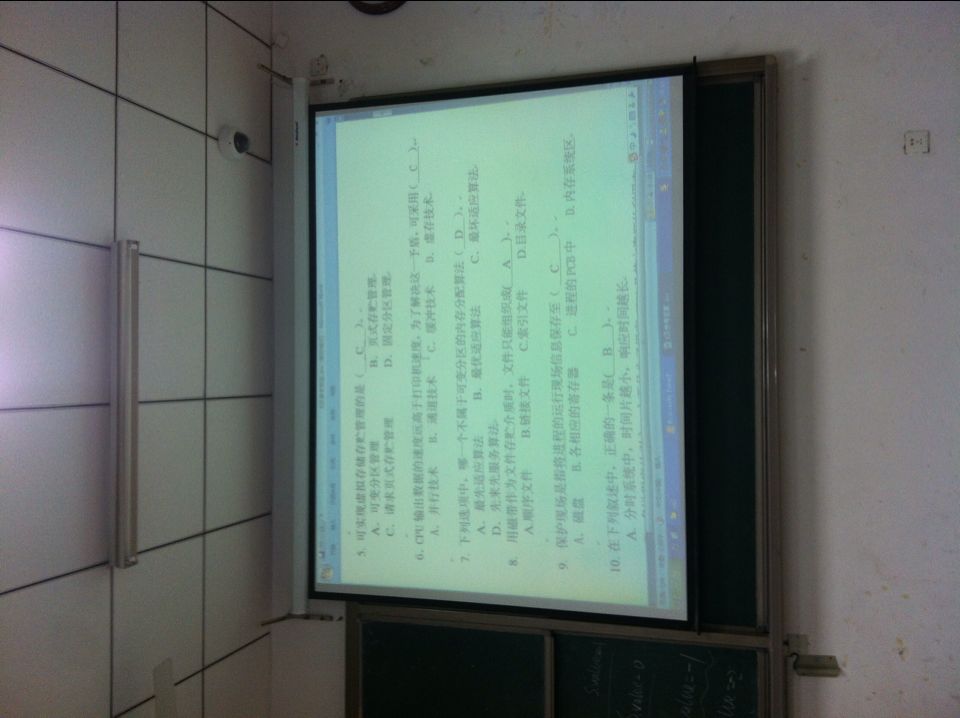 5. 可实现虚拟存储存贮管理的是（ C ）。
A. 可变分区管理 B. 页式存贮管理
C. 请求页式存贮管理 D. 固定分区管理
6. CPU 输出数据的速度远高于打印机速度，为了解决这一予盾，可采用( C )
A. 并行技术 B. 通道技术 C. 缓冲技术 D. 虚存技术
7. 下列选项中，哪一个不属于可变分区的内存分配算法（ D ）。
A. 最先适应算法 B. 最优适应算法 C. 最坏适应算法
D. 先来先服务算法
8. 用磁带作为文件存贮介质时，文件只能组织成( A )。
A.顺序文件 B.链接文件 C.索引文件 D.目录文件
9. 保护现场是指将进程的运行现场信息保存至（ C ）。
A. 磁盘 B. 各相应的寄存器 C. 进程的 PCB 中 D. 内存系统区
10. 在下列叙述中，正确的一条是( B )。
A. 分时系统中，时间片越小，响应时间越长
value=0
value=-1
=-2